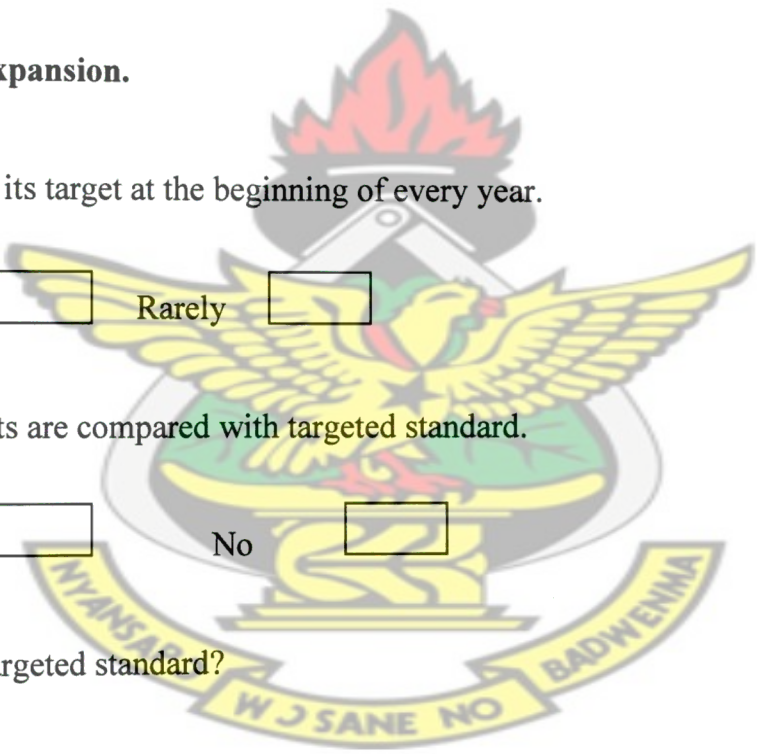 xpansion.
its target at the beginning of every year.
Rarely
ts are compared with targeted standard.
No
rgeted standard?
NYANSAPO W Ɔ SANE NO BADWENMA